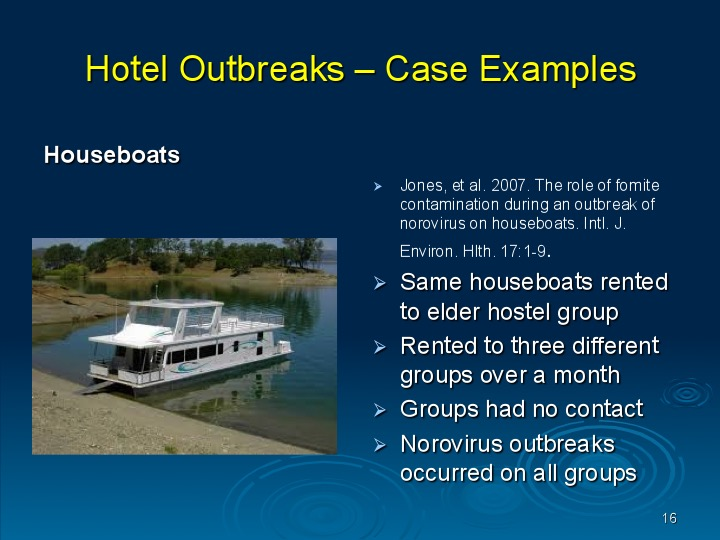 Hotel Outbreaks – Case Examples
Houseboats
Jones, et al. 2007. The role of fomite
contamination during an outbreak of
norovirus on houseboats. Intl. J.
Environ. Hlth. 17:1-9.
Same houseboats rented
to elder hostel group
Rented to three different
groups over a month
Groups had no contact
Norovirus outbreaks
occurred on all groups
16